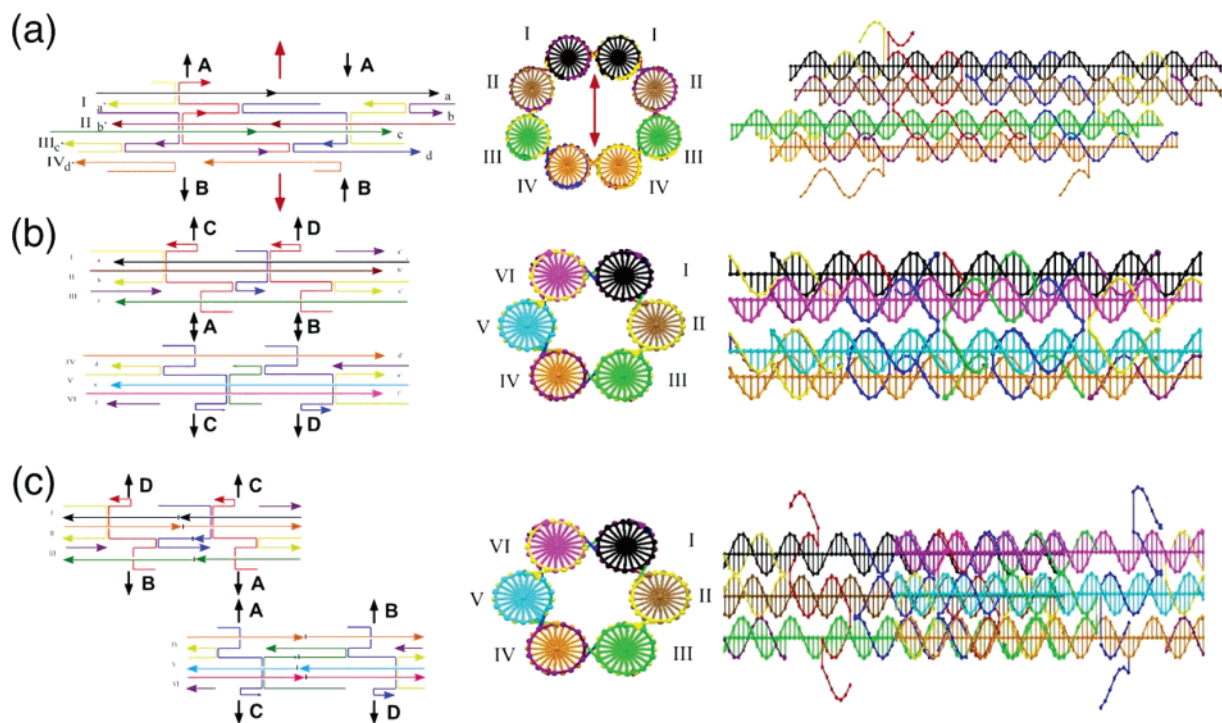 (a)
A A
I a
a' b
II b'
c
III c'
IV d' d
B B
I I
II II
III III
IV IV
(b)
C D
I
II
III
A B
IV
V
VI
C D
VI I
V II
IV III
(c)
D C
I
II
III
B A
A B
IV
V
VI
C D
VI I
V II
IV III